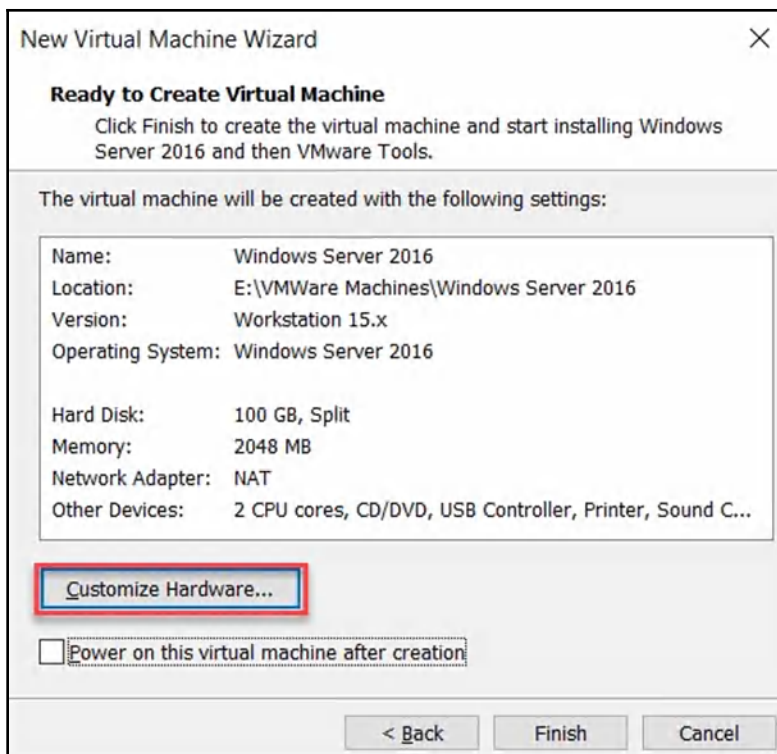 New Virtual Machine Wizard
Ready to Create Virtual Machine
Click Finish to create the virtual machine and start installing Windows
Server 2016 and then VMware Tools.
The virtual machine will be created with the following settings:
Name: Windows Server 2016
Location: E:\VMWare Machines\Windows Server 2016
Version: Workstation 15.x
Operating System: Windows Server 2016
Hard Disk: 100 GB, Split
Memory: 2048 MB
Network Adapter: NAT
Other Devices: 2 CPU cores, CD/DVD, USB Controller, Printer, Sound C...
Customize Hardware...
Power on this virtual machine after creation
< Back Finish Cancel